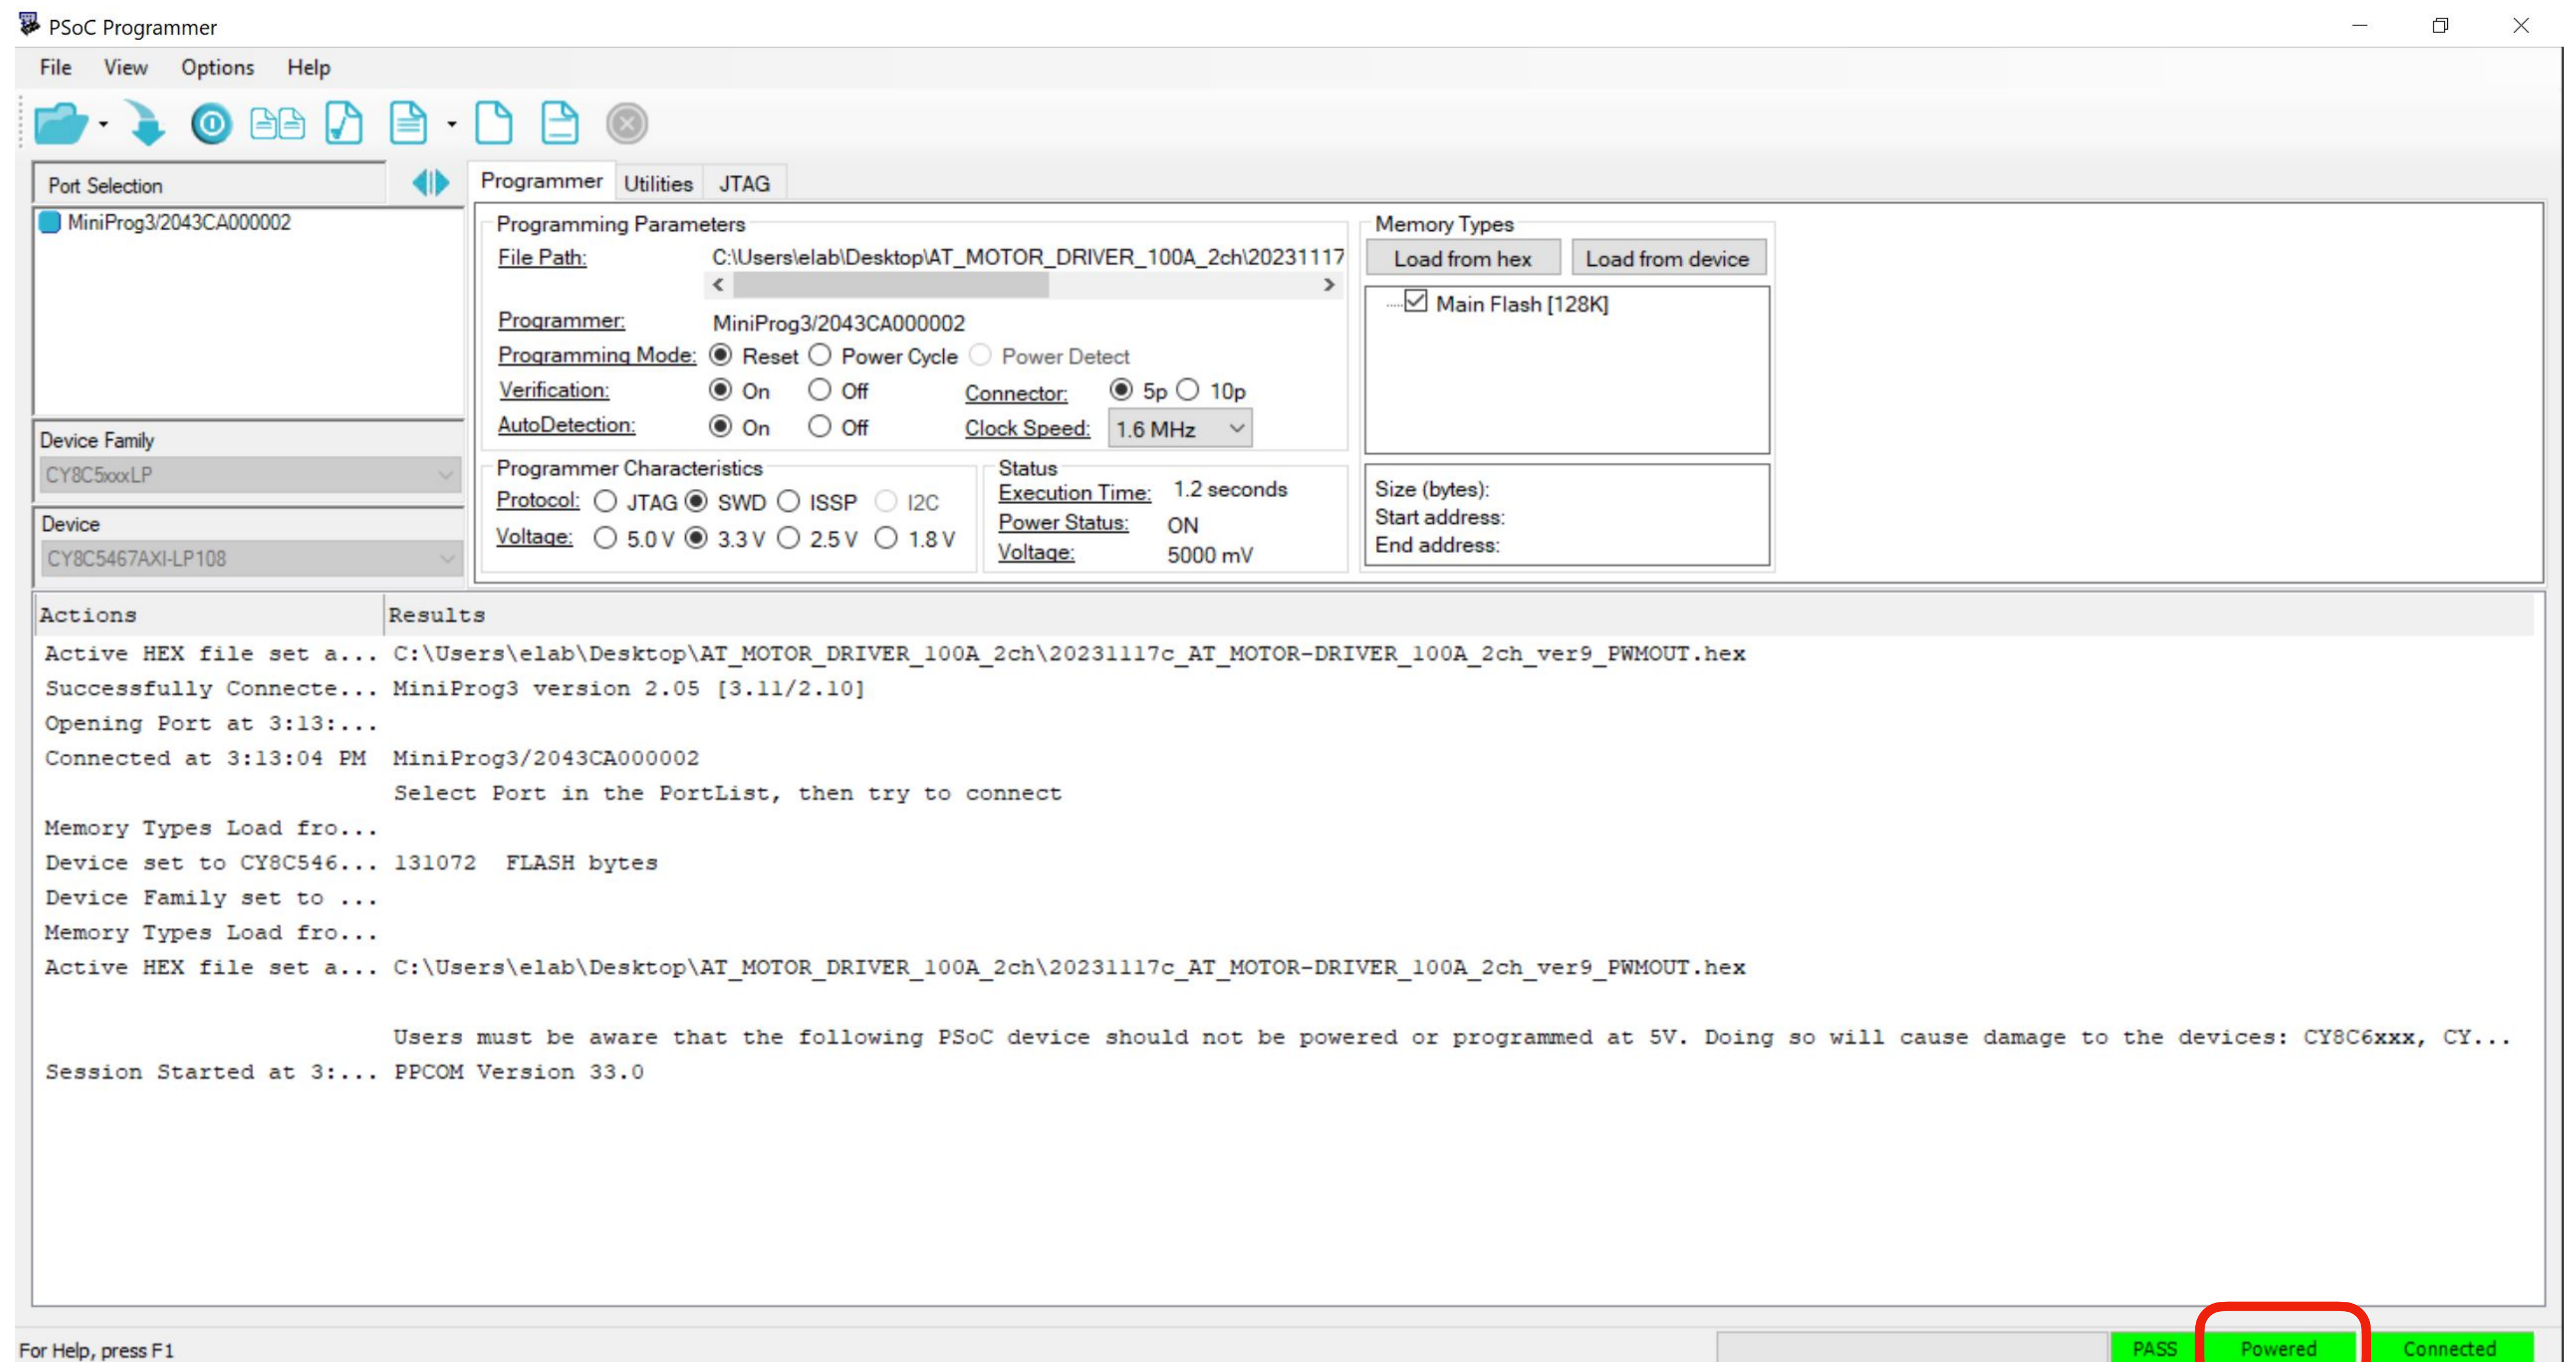 PSoC Programmer
File View Options Help
Port Selection
MiniProg3/2043CA000002
Device Family
CY8C5xxxLP
Device
CY8C5467AXI-LP108
Programmer Utilities JTAG
Programming Parameters
File Path: C:\Users\elab\Desktop\AT_MOTOR_DRIVER_100A_2ch\20231117
Programmer: MiniProg3/2043CA000002
Programming Mode: Reset Power Cycle Power Detect
Verification: On Off Connector: 5p 10p
AutoDetection: On Off Clock Speed: 1.6 MHz
Programmer Characteristics
Protocol: JTAG SWD ISSP I2C
Voltage: 5.0 V 3.3 V 2.5 V 1.8 V
Status
Execution Time: 1.2 seconds
Power Status: ON
Voltage: 5000 mV
Memory Types
Load from hex Load from device
Main Flash [128K]
Size (bytes):
Start address:
End address:
Actions Results
Active HEX file set a... C:\Users\elab\Desktop\AT_MOTOR_DRIVER_100A_2ch\20231117c_AT_MOTOR-DRIVER_100A_2ch_ver9_PWMOUT.hex
Successfully Connecte... MiniProg3 version 2.05 [3.11/2.10]
Opening Port at 3:13:...
Connected at 3:13:04 PM MiniProg3/2043CA000002
Select Port in the PortList, then try to connect
Memory Types Load fro...
Device set to CY8C546... 131072 FLASH bytes
Device Family set to ...
Memory Types Load fro...
Active HEX file set a... C:\Users\elab\Desktop\AT_MOTOR_DRIVER_100A_2ch\20231117c_AT_MOTOR-DRIVER_100A_2ch_ver9_PWMOUT.hex
Users must be aware that the following PSoC device should not be powered or programmed at 5V. Doing so will cause damage to the devices: CY8C6xxx, CY...
Session Started at 3:... PPCOM Version 33.0
For Help, press F1
PASS Powered Connected